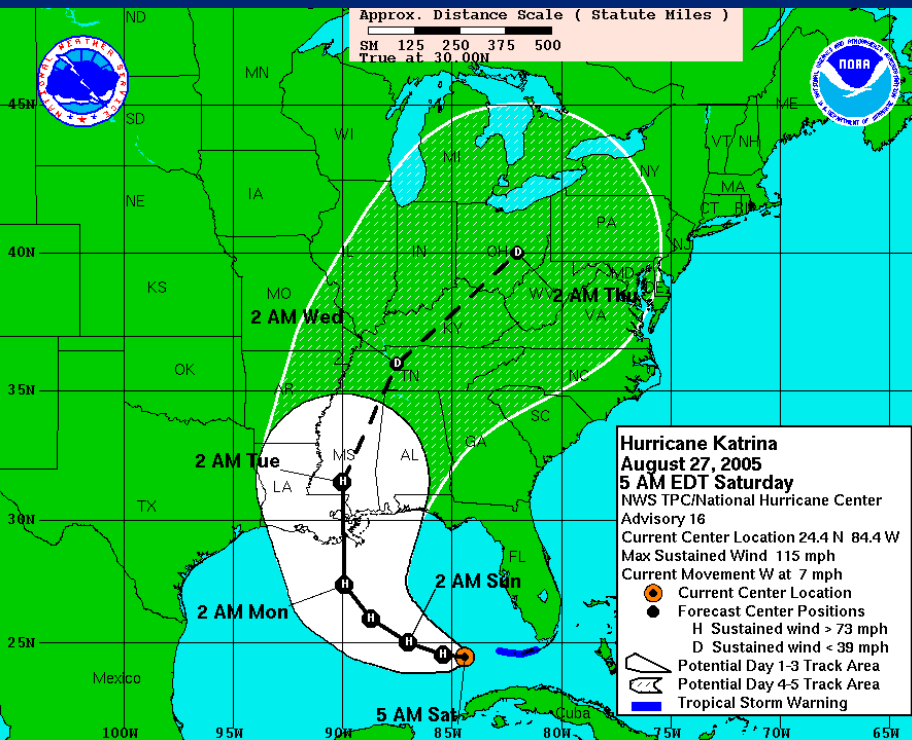 Approx. Distance Scale ( Statute Miles )
SM 125 250 375 500
True at 30.00N
NATIONAL WEATHER SERVICE
NOAA
ND
MN
ME
45N
SD
WI
VT NH
MI
NY
MA
NE
IA
CT RI
PA
40N
IL
IN
OH
NJ
MD
DE
KS
MO
WV
2 AM Thu
VA
2 AM Wed
KY
OK
TN
NC
35N
AR
SC
GA
2 AM Tue
MS
AL
LA
TX
30N
FL
2 AM Sun
2 AM Mon
25N
Mexico
5 AM Sat
Cuba
100W 95W 90W 85W 80W 75W 70W 65W
H
H
H
H
H
D
D
Hurricane Katrina
August 27, 2005
5 AM EDT Saturday
NWS TPC/National Hurricane Center
Advisory 16
Current Center Location 24.4 N 84.4 W
Max Sustained Wind 115 mph
Current Movement W at 7 mph
Current Center Location
Forecast Center Positions
H Sustained wind > 73 mph
D Sustained wind < 39 mph
Potential Day 1-3 Track Area
Potential Day 4-5 Track Area
Tropical Storm Warning